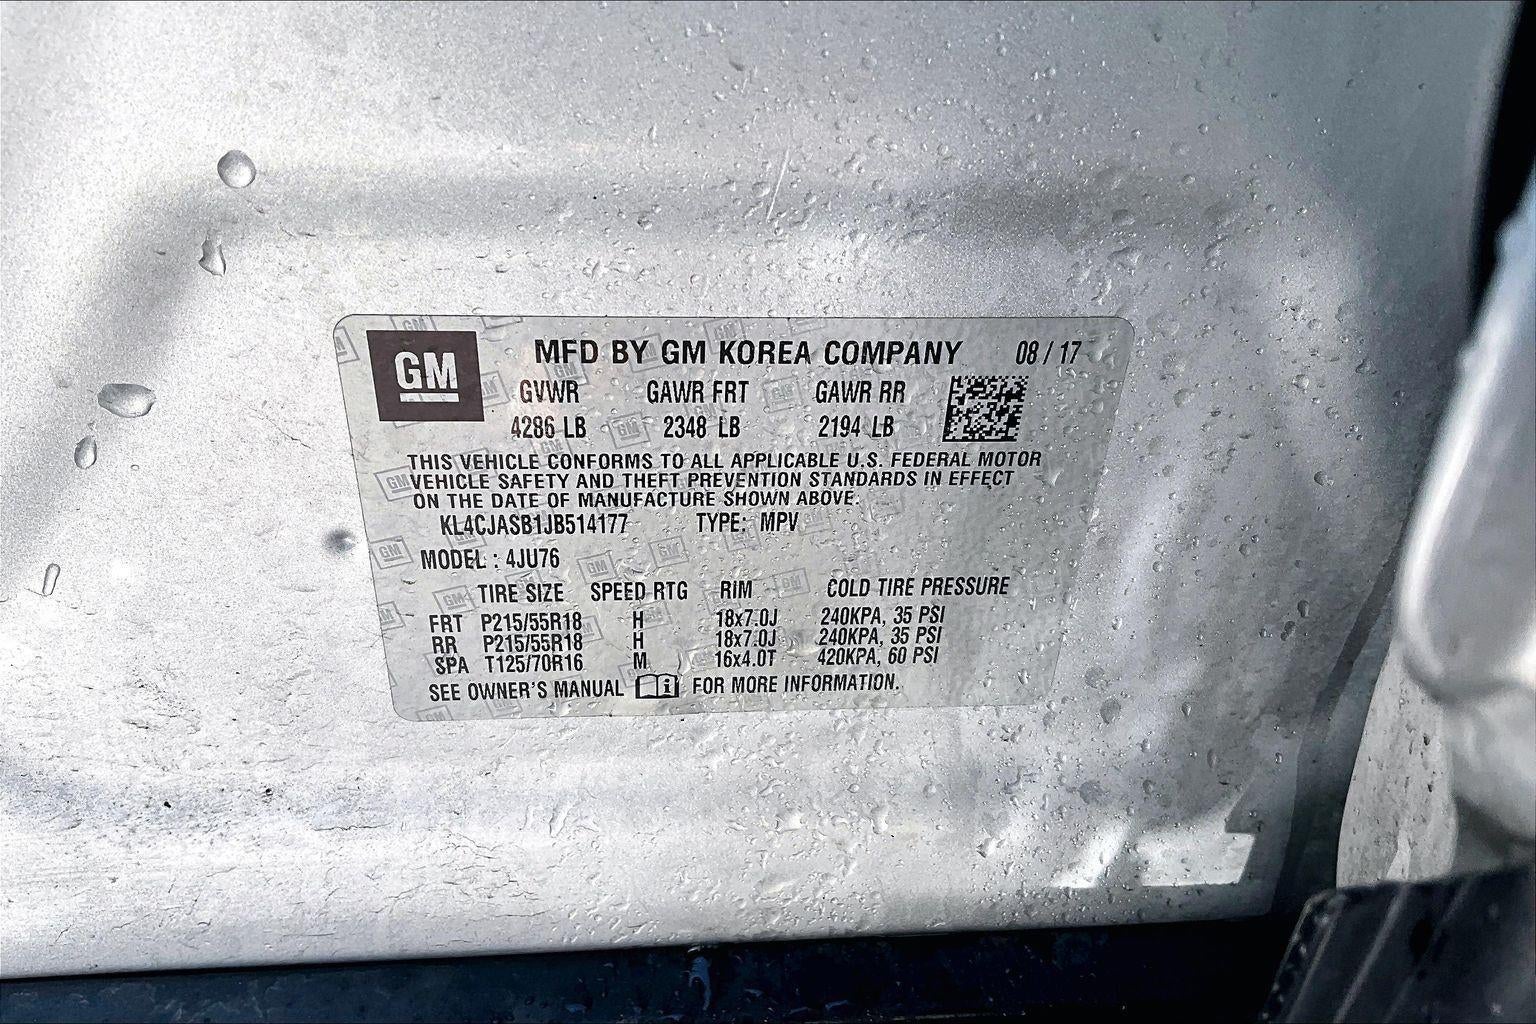 GM
MFD BY GM KOREA COMPANY 08 / 17
GVWR GAWR FRT GAWR RR
4286 LB 2348 LB 2194 LB
THIS VEHICLE CONFORMS TO ALL APPLICABLE U.S. FEDERAL MOTOR
VEHICLE SAFETY AND THEFT PREVENTION STANDARDS IN EFFECT
ON THE DATE OF MANUFACTURE SHOWN ABOVE.
KL4CJASB1JB514177 TYPE: MPV
MODEL : 4JU76
TIRE SIZE SPEED RTG RIM COLD TIRE PRESSURE
FRT P215/55R18 H 18x7.0J 240KPA, 35 PSI
RR P215/55R18 H 18x7.0J 240KPA, 35 PSI
SPA T125/70R16 M 16x4.0T 420KPA, 60 PSI
SEE OWNER'S MANUAL i FOR MORE INFORMATION.